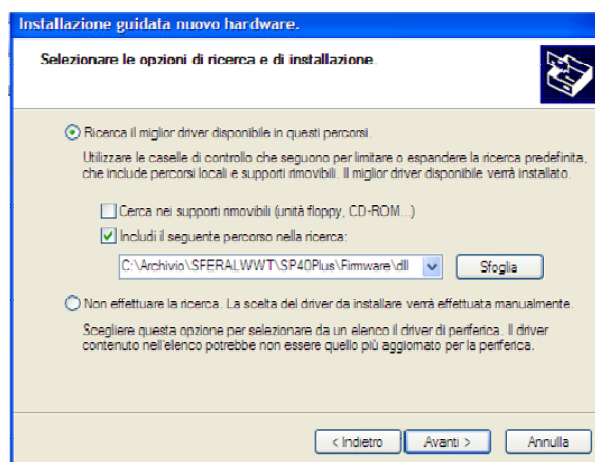 Installazione guidata nuovo hardware.
Selezionare le opzioni di ricerca e di installazione.
Ricerca il miglior driver disponibile in questi percorsi.
Utilizzare le caselle di controllo che seguono per limitare o espandere la ricerca predefinita,
che include percorsi locali e supporti rimovibili. Il miglior driver disponibile verrà installato.
Cerca nei supporti rimovibili (unità floppy, CD-ROM...)
Includi il seguente percorso nella ricerca:
C:\Archivio\SFERALWWT\SP40Plus\Firmware\dll
Sfoglia
Non effettuare la ricerca. La scelta del driver da installare verrà effettuata manualmente.
Scegliere questa opzione per selezionare da un elenco il driver di periferica. Il driver
contenuto nell'elenco potrebbe non essere quello più aggiornato per la periferica.
< Indietro
Avanti >
Annulla